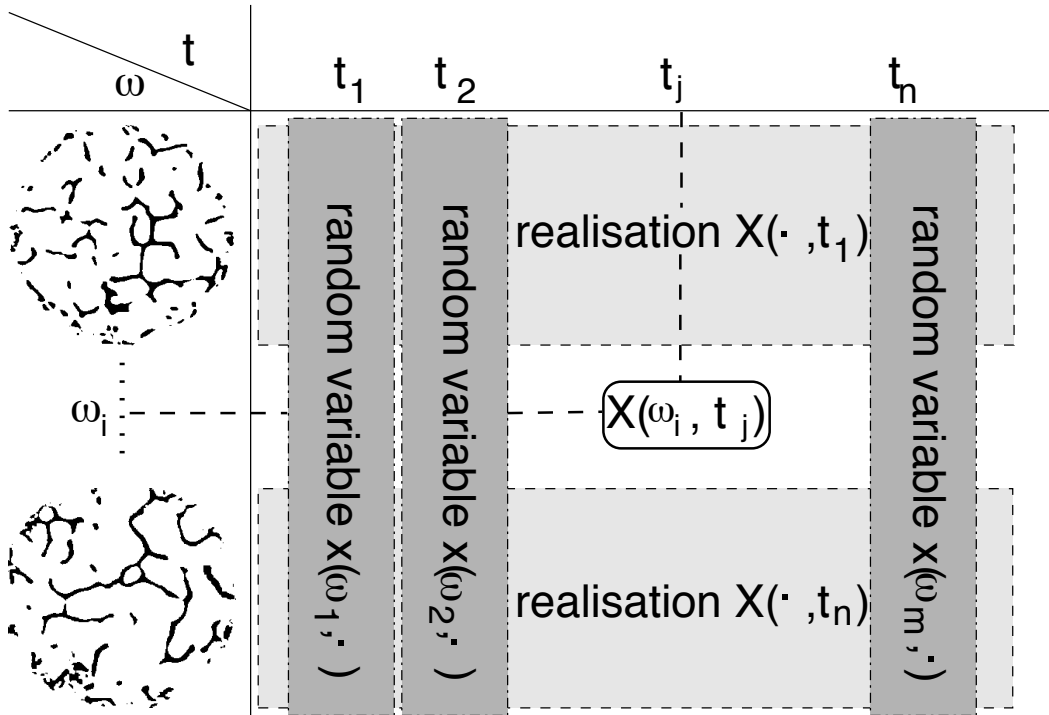 t
ω
t₁ t₂ tⱼ tₙ
random variable x(ω₁,· )
random variable x(ω₂,· )
realisation X(· ,t₁)
random variable x(ωₘ,·)
ωᵢ
X(ωᵢ, tⱼ)
realisation X(· ,tₙ)